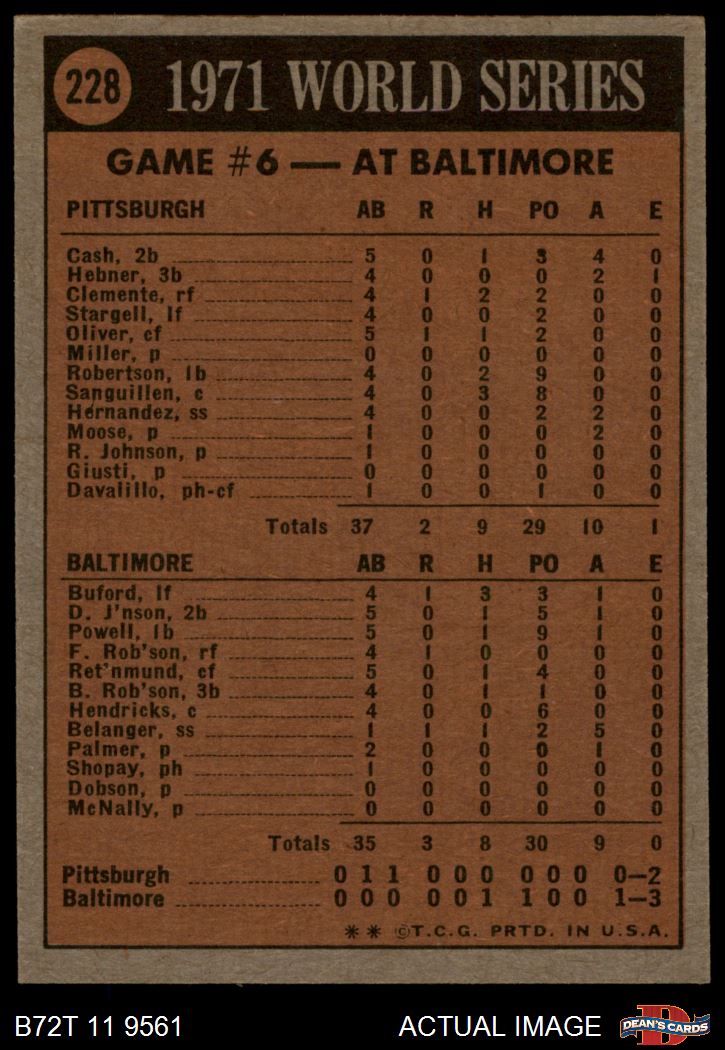 228 1971 WORLD SERIES
GAME #6 — AT BALTIMORE
PITTSBURGH AB R H PO A E
Cash, 2b 5 0 1 3 4 0
Hebner, 3b 4 0 0 0 2 1
Clemente, rf 4 1 2 2 0 0
Stargell, lf 4 0 0 2 0 0
Oliver, cf 5 1 1 2 0 0
Miller, p 0 0 0 0 0 0
Robertson, 1b 4 0 2 9 0 0
Sanguillen, c 4 0 3 8 0 0
Hernandez, ss 4 0 0 2 2 0
Moose, p 1 0 0 0 2 0
R. Johnson, p 1 0 0 0 0 0
Giusti, p 0 0 0 0 0 0
Davalillo, ph-cf 1 0 0 1 0 0
Totals 37 2 9 29 10 1
BALTIMORE AB R H PO A E
Buford, lf 4 1 3 3 1 0
D. J'nson, 2b 5 0 1 5 1 0
Powell, 1b 5 0 1 9 1 0
F. Rob'son, rf 4 1 0 0 0 0
Ret'nmund, cf 5 0 1 4 0 0
B. Rob'son, 3b 4 0 1 1 0 0
Hendricks, c 4 0 0 6 0 0
Belanger, ss 1 1 1 2 5 0
Palmer, p 2 0 0 0 1 0
Shopay, ph 1 0 0 0 0 0
Dobson, p 0 0 0 0 0 0
McNally, p 0 0 0 0 0 0
Totals 35 3 8 30 9 0
Pittsburgh 0 1 1 0 0 0 0 0 0 0—2
Baltimore 0 0 0 0 0 1 1 0 0 1—3
** ©T.C.G. PRTD. IN U.S.A.
B72T 11 9561 ACTUAL IMAGE DEAN'S CARDS